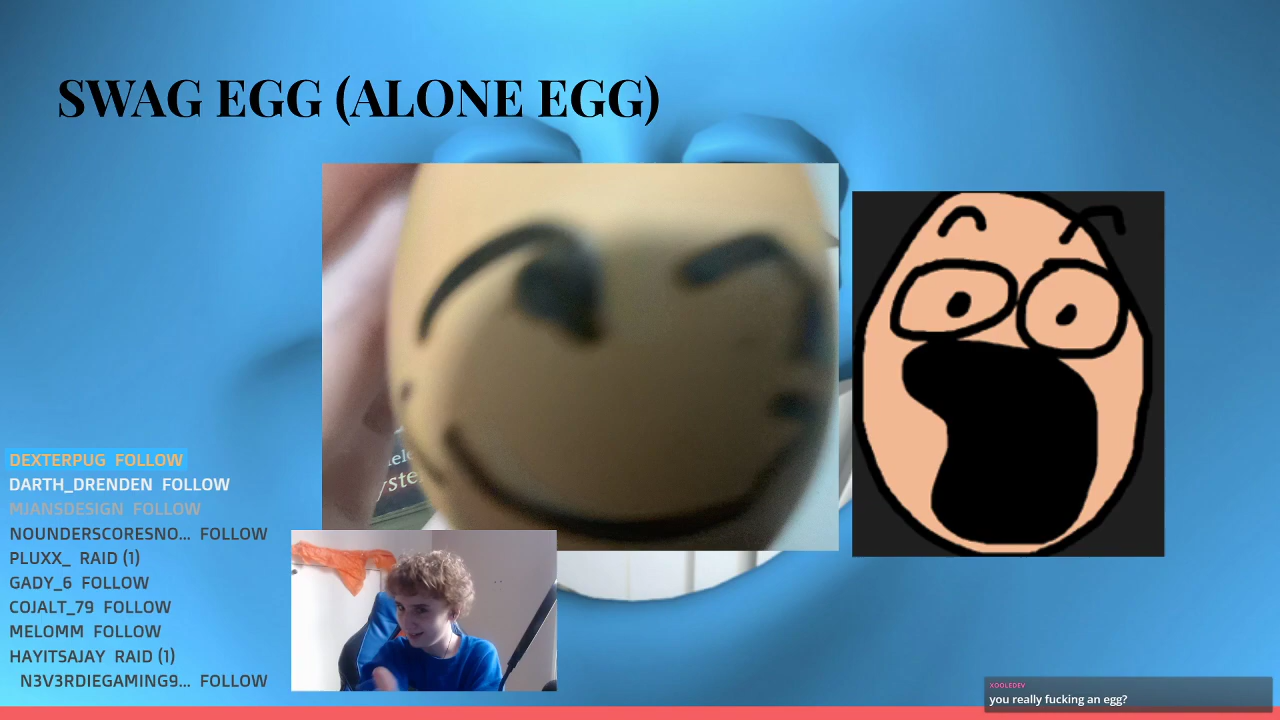 SWAG EGG (ALONE EGG)
DEXTERPUG FOLLOW
DARTH_DRENDEN FOLLOW
MJANSDESIGN FOLLOW
NOUNDERSCORESNO... FOLLOW
PLUXX_ RAID (1)
GADY_6 FOLLOW
COJALT_79 FOLLOW
MELOMM FOLLOW
HAYITSAJAY RAID (1)
N3V3RDIEGAMING9... FOLLOW
XOOLEDEV
you really fucking an egg?